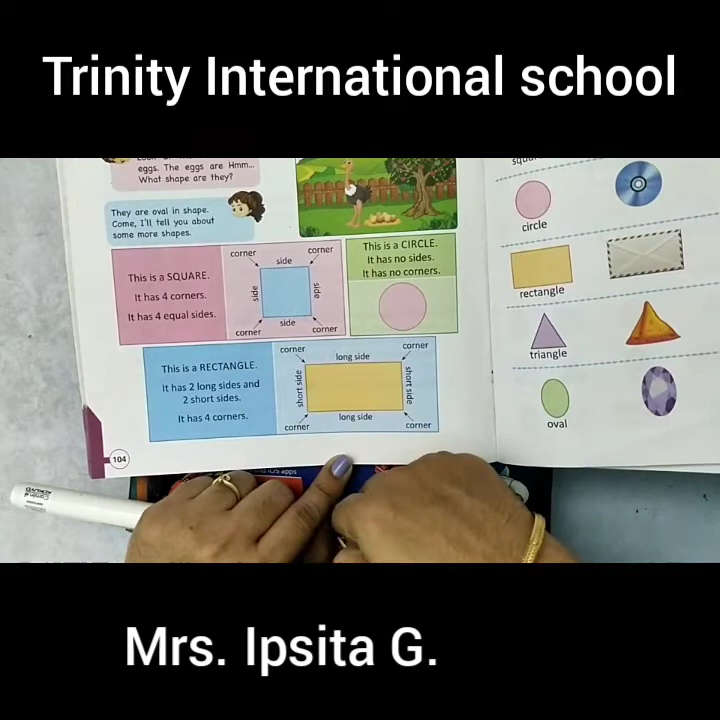 Trinity International school
eggs. The eggs are Hmm...
What shape are they?
They are oval in shape.
Come, I'll tell you about
some more shapes.
This is a SQUARE.
It has 4 corners.
It has 4 equal sides.
corner
side
corner
side
side
corner
side
corner
This is a CIRCLE.
It has no sides.
It has no corners.
This is a RECTANGLE.
It has 2 long sides and
2 short sides.
It has 4 corners.
corner
long side
corner
short side
short side
corner
long side
corner
104
circle
rectangle
triangle
oval
Mrs. Ipsita G.